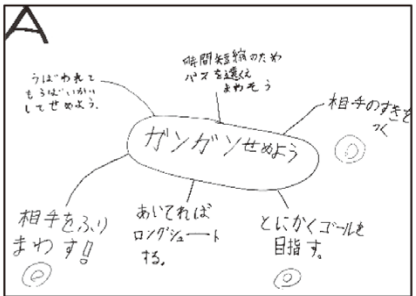 A
時間短縮のため
パスを速く
まわそう
うばわれて
もうばいかい
してせめよう。
相手のすきを
つく
ガンガンせめよう
相手をふり
まわす!!
あいてれば
ロングシュート
する。
とにかくゴールを
目指す。